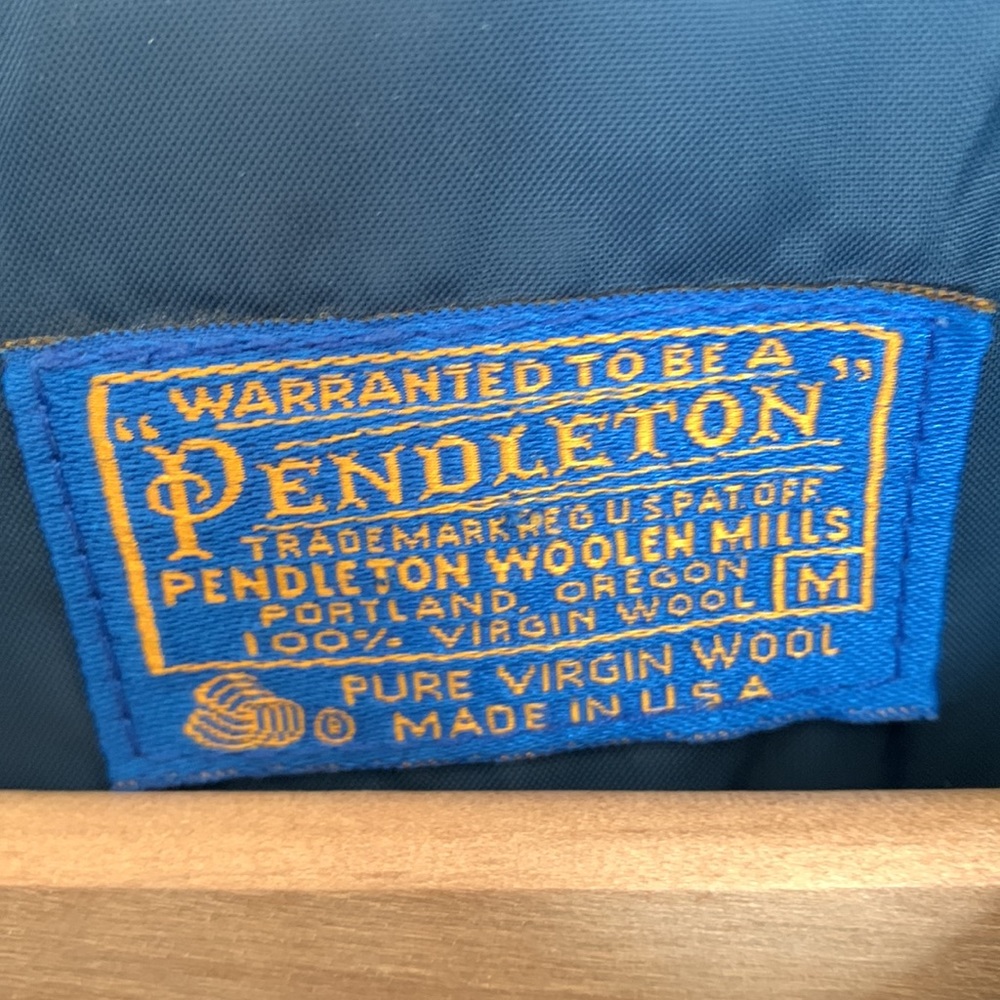 "WARRANTED TO BE A
PENDLETON"
TRADEMARK REG U.S. PAT. OFF.
PENDLETON WOOLEN MILLS
PORTLAND, OREGON
100% VIRGIN WOOL M
PURE VIRGIN WOOL
® MADE IN U S A